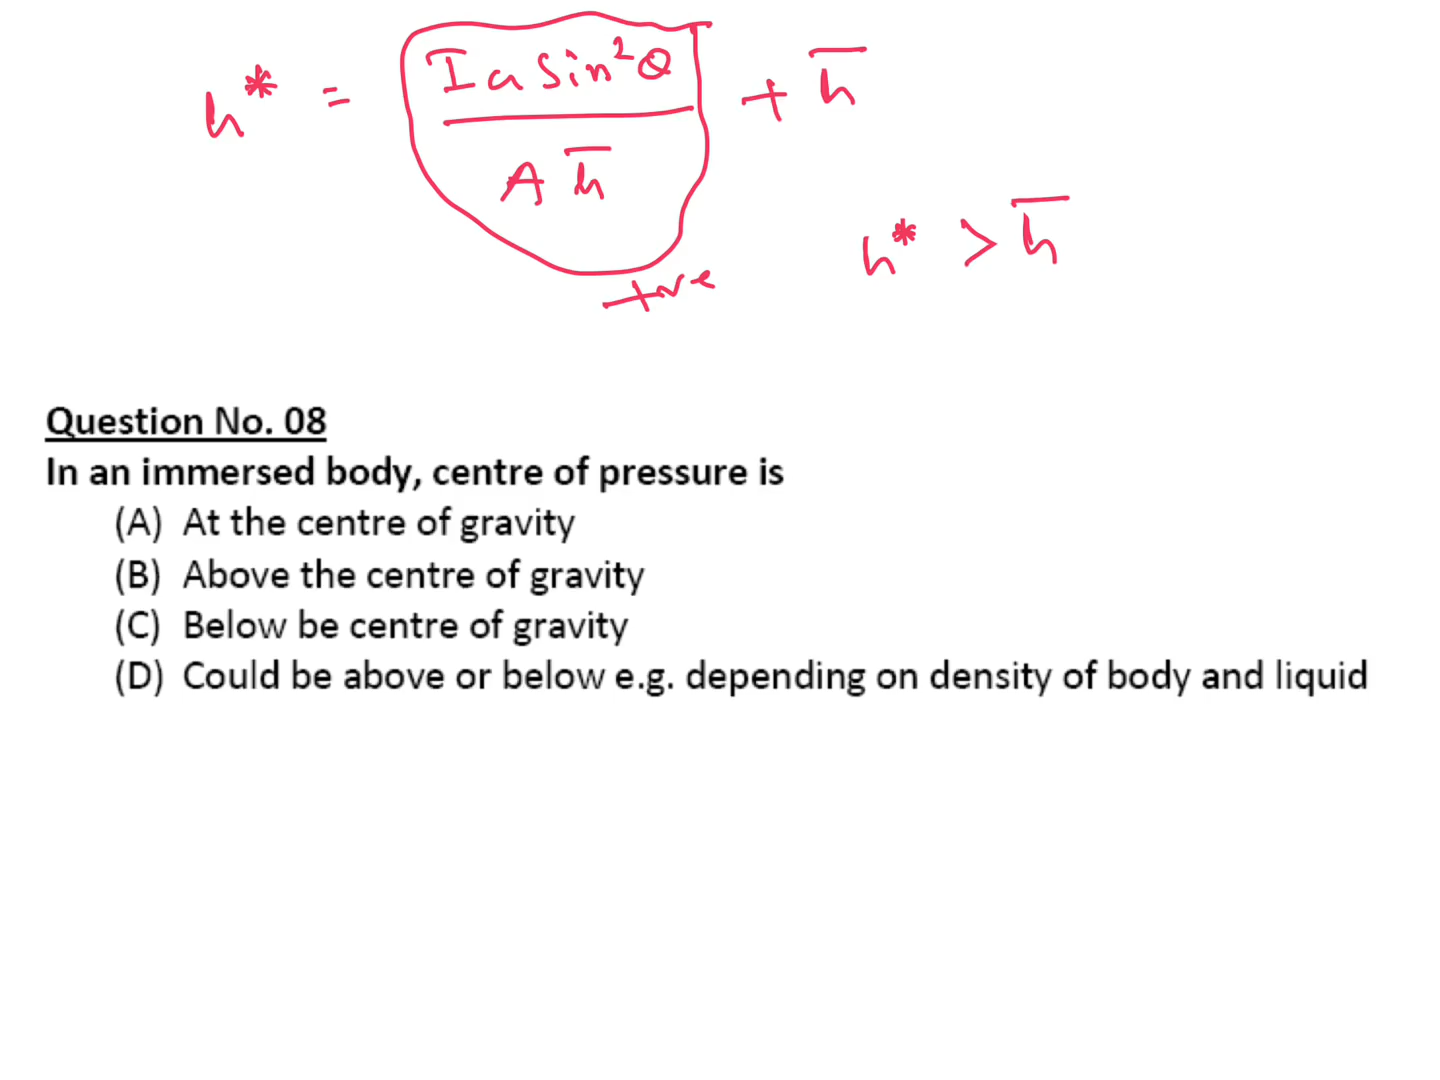 h* = IG Sin²θ / A h̄ + h̄
h* > h̄
+ve
Question No. 08
In an immersed body, centre of pressure is
(A) At the centre of gravity
(B) Above the centre of gravity
(C) Below be centre of gravity
(D) Could be above or below e.g. depending on density of body and liquid